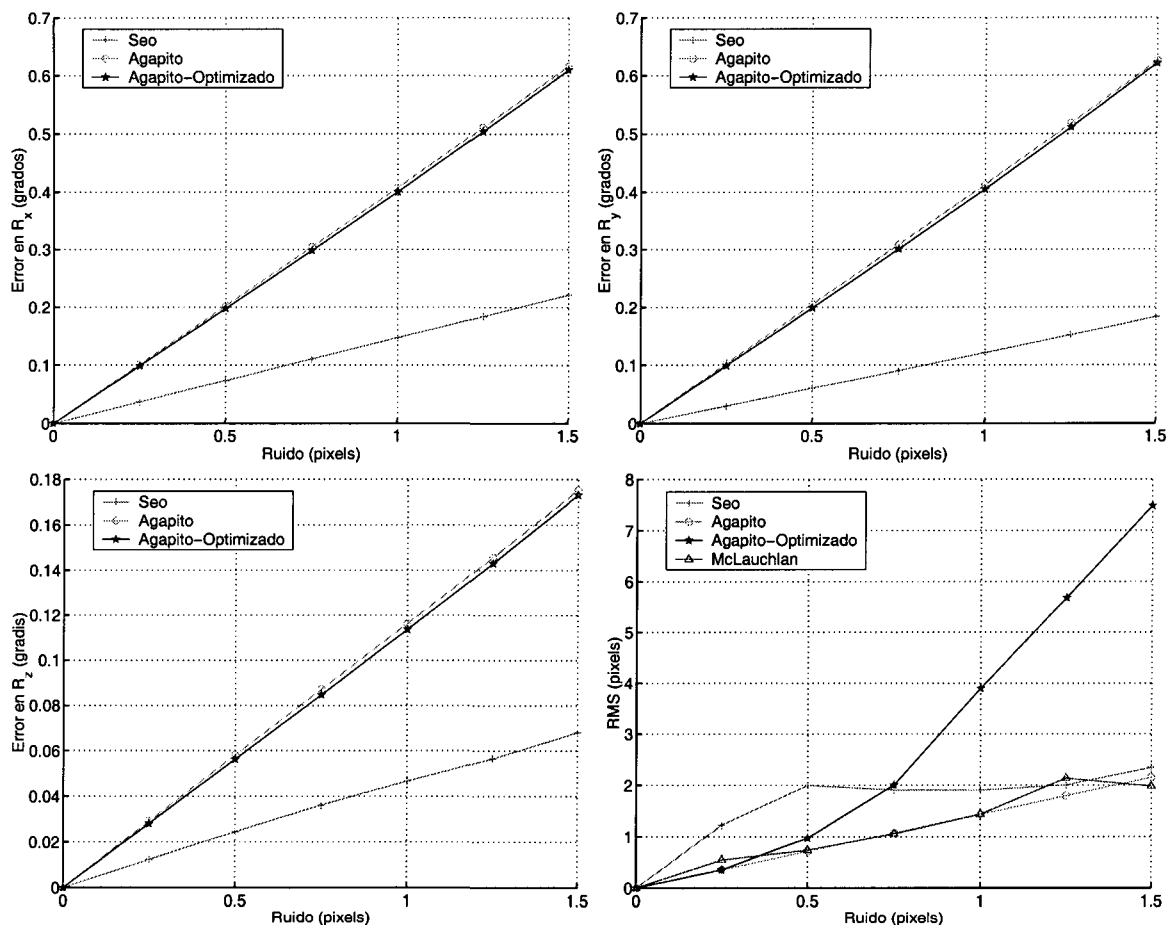 0.7
0.6
0.5
0.4
0.3
0.2
0.1
0
Error en R_x (grados)
Seo
Agapito
Agapito-Optimizado
0
0.5
1
1.5
Ruido (pixels)
0.7
0.6
0.5
0.4
0.3
0.2
0.1
0
Error en R_y (grados)
Seo
Agapito
Agapito-Optimizado
0
0.5
1
1.5
Ruido (pixels)
0.18
0.16
0.14
0.12
0.1
0.08
0.06
0.04
0.02
0
Error en R_z (gradis)
Seo
Agapito
Agapito-Optimizado
0
0.5
1
1.5
Ruido (pixels)
8
7
6
5
4
3
2
1
0
RMS (pixels)
Seo
Agapito
Agapito-Optimizado
McLauchlan
0
0.5
1
1.5
Ruido (pixels)